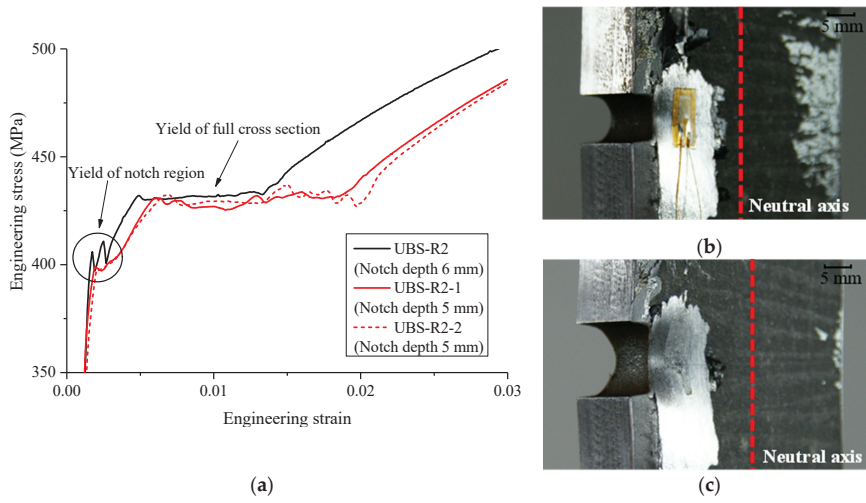 (a)
500
450
400
350
0.00
0.01
0.02
0.03
Engineering stress (MPa)
Engineering strain
Yield of full cross section
Yield of notch region
UBS-R2
(Notch depth 6 mm)
UBS-R2-1
(Notch depth 5 mm)
UBS-R2-2
(Notch depth 5 mm)
5 mm
Neutral axis
(b)
5 mm
Neutral axis
(c)